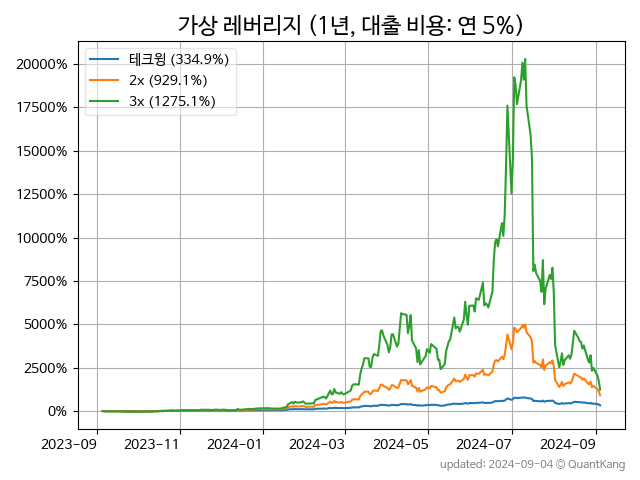 가상 레버리지 (1년, 대출 비용: 연 5%)
테크윙 (334.9%)
2x (929.1%)
3x (1275.1%)
20000%
17500%
15000%
12500%
10000%
7500%
5000%
2500%
0%
2023-09 2023-11 2024-01 2024-03 2024-05 2024-07 2024-09
updated: 2024-09-04 © QuantKang